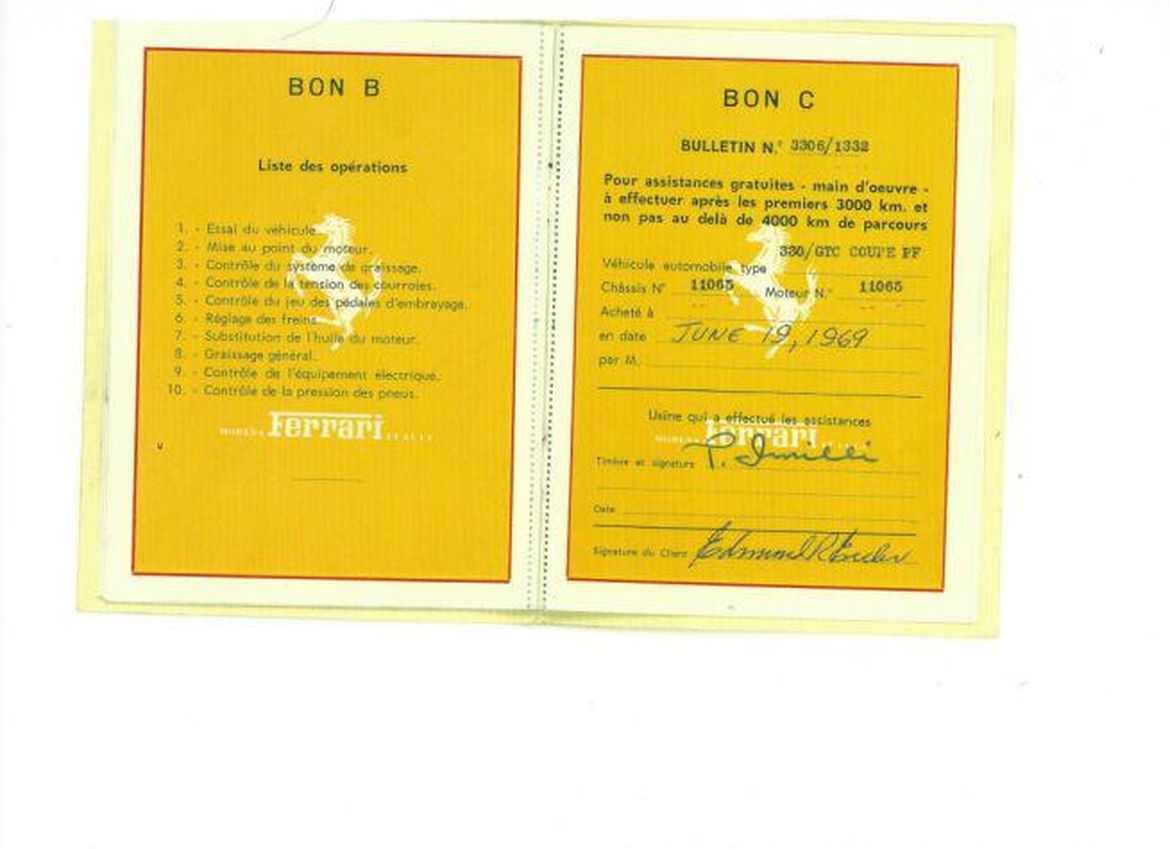 BON B
Liste des opérations
1. - Essai du véhicule.
2. - Mise au point du moteur.
3. - Contrôle du système de graissage.
4. - Contrôle de la tension des courroies.
5. - Contrôle du jeu des pédales d'embrayage.
6. - Réglage des freins.
7. - Substitution de l'huile du moteur.
8. - Graissage général.
9. - Contrôle de l'équipement electrique.
10. - Contrôle de la pression des pneus.
MODENA Ferrari ITALIA
BON C
BULLETIN N.° 3306/1332
Pour assistances gratuites - main d'oeuvre -
à effectuer après les premiers 3000 km. et
non pas au delà de 4000 km de parcours
330/GTC COUPE PF
Véhicule automobile type
Châssis N° 11065 Moteur N.° 11065
Acheté à
en date JUNE 19, 1969
par M.
Usine qui a effectué les assistances
MODENA Ferrari ITALIA
Timbre et signature P.
Date
Signature du Client Edmund R